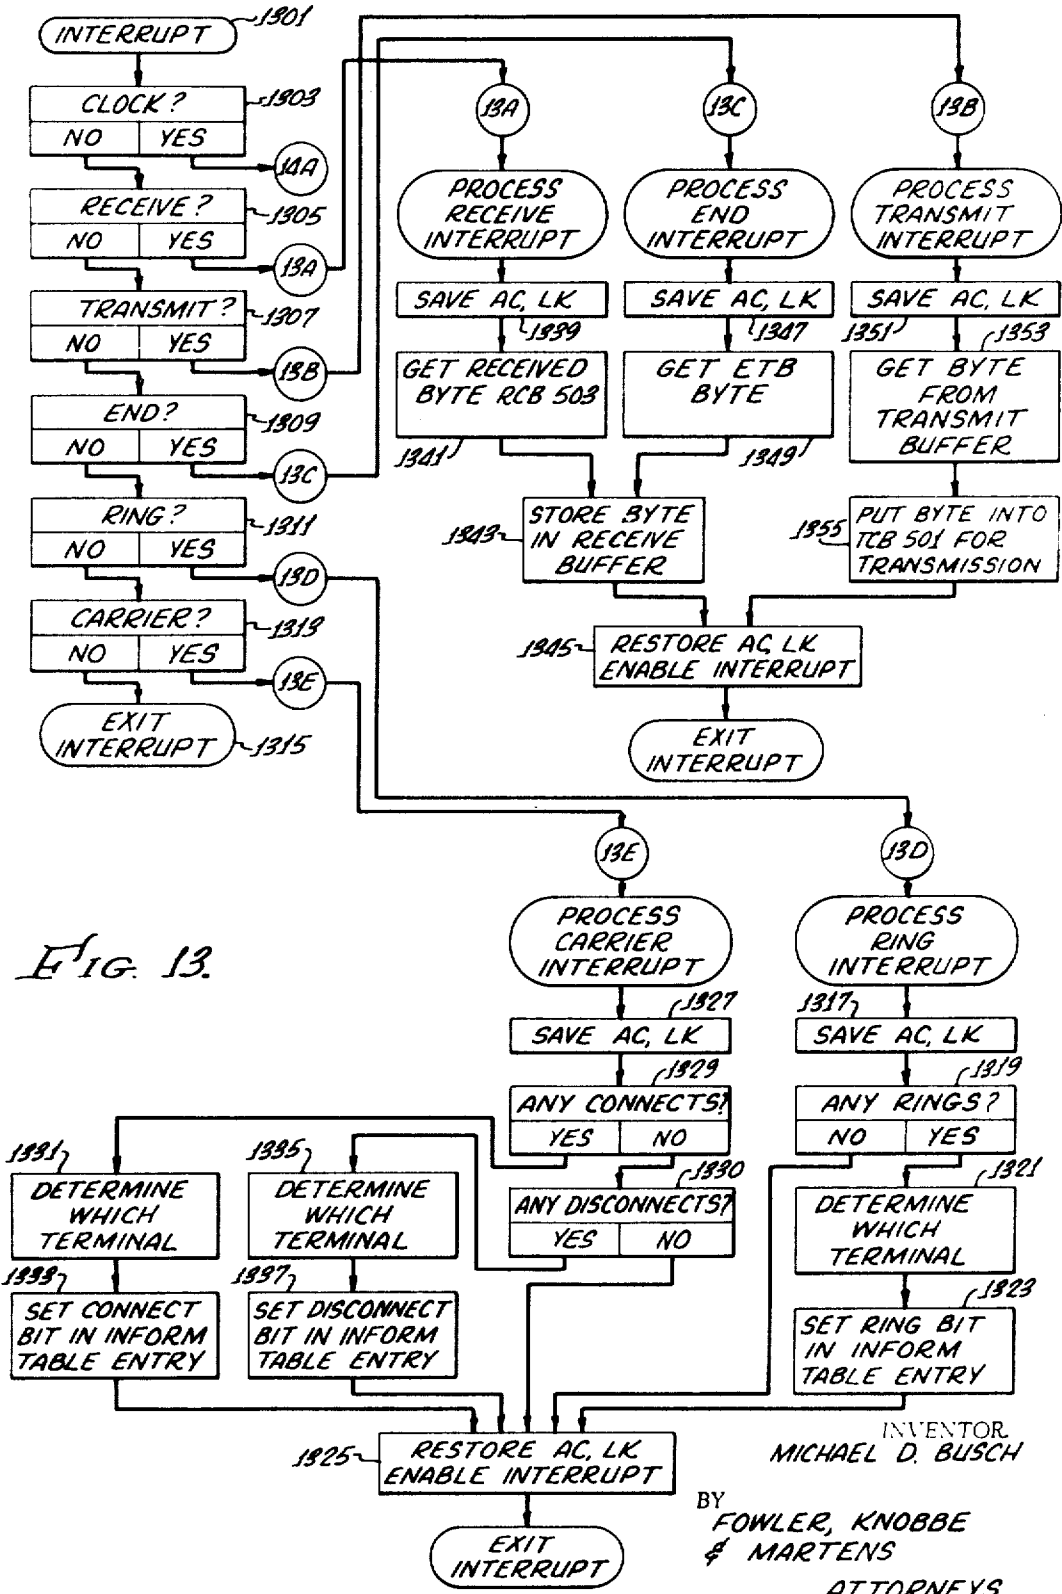 INTERRUPT
1301
CLOCK?
1303
NO
YES
14A
RECEIVE?
1305
NO
YES
13A
TRANSMIT?
1307
NO
YES
13B
END?
1309
NO
YES
13C
RING?
1311
NO
YES
13D
CARRIER?
1313
NO
YES
13E
EXIT
INTERRUPT
1315
13A
PROCESS
RECEIVE
INTERRUPT
SAVE AC, LK
1339
GET RECEIVED
BYTE RCB 503
1341
13C
PROCESS
END
INTERRUPT
SAVE AC, LK
1347
GET ETB
BYTE
1349
STORE BYTE
IN RECEIVE
BUFFER
1343
13B
PROCESS
TRANSMIT
INTERRUPT
SAVE AC, LK
1351
1353
GET BYTE
FROM
TRANSMIT
BUFFER
1355
PUT BYTE INTO
TCB 501 FOR
TRANSMISSION
1345
RESTORE AC, LK
ENABLE INTERRUPT
EXIT
INTERRUPT
13E
PROCESS
CARRIER
INTERRUPT
1327
SAVE AC, LK
1329
ANY CONNECTS?
YES
NO
1330
ANY DISCONNECTS?
YES
NO
13D
PROCESS
RING
INTERRUPT
1317
SAVE AC, LK
1319
ANY RINGS?
NO
YES
1321
DETERMINE
WHICH
TERMINAL
1323
SET RING BIT
IN INFORM
TABLE ENTRY
1331
DETERMINE
WHICH
TERMINAL
1333
SET CONNECT
BIT IN INFORM
TABLE ENTRY
1335
DETERMINE
WHICH
TERMINAL
1337
SET DISCONNECT
BIT IN INFORM
TABLE ENTRY
1325
RESTORE AC, LK
ENABLE INTERRUPT
EXIT
INTERRUPT
FIG. 13.
INVENTOR
MICHAEL D. BUSCH
BY
FOWLER, KNOBBE
& MARTENS
ATTORNEYS